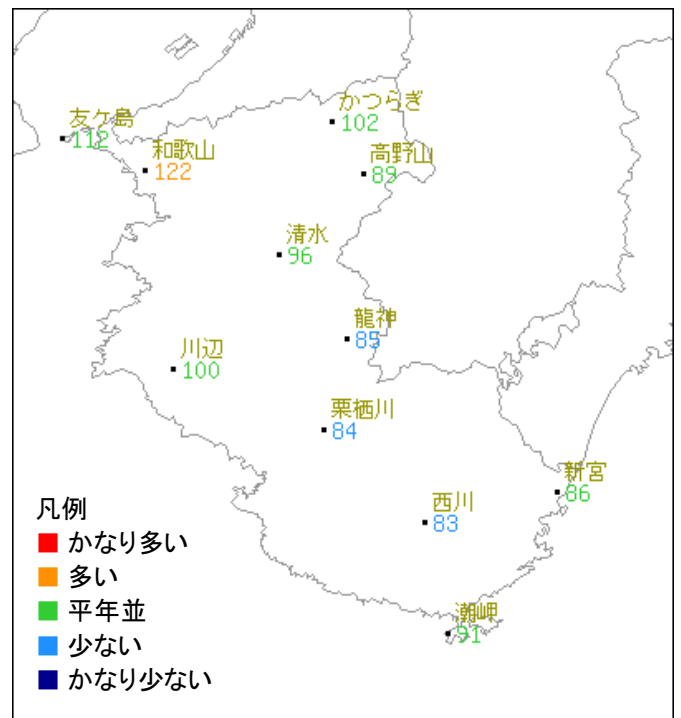 かつらぎ
102
友ケ島
112
和歌山
122
高野山
89
清水
96
龍神
85
川辺
100
栗栖川
84
新宮
86
西川
83
潮岬
91
凡例
かなり多い
多い
平年並
少ない
かなり少ない